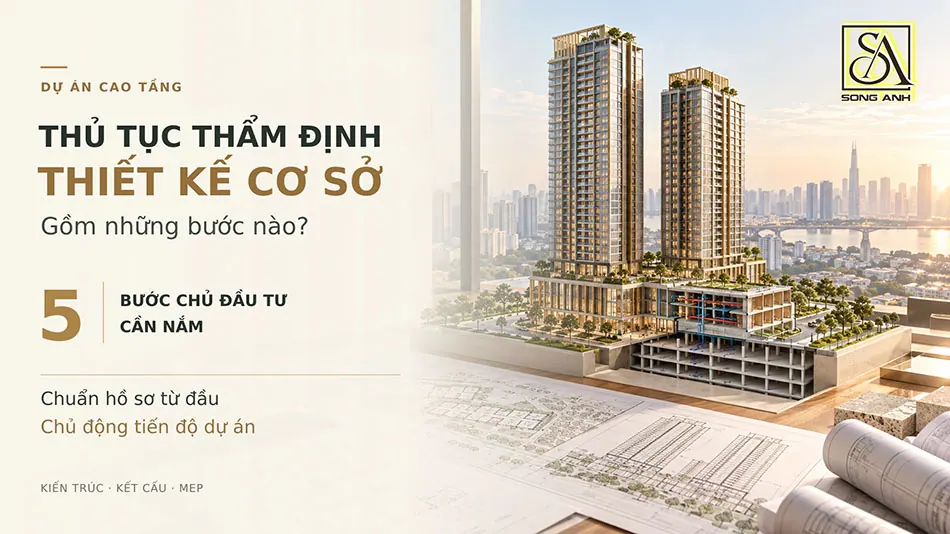 DỰ ÁN CAO TẦNG
THỦ TỤC THẨM ĐỊNH
THIẾT KẾ CƠ SỞ
Gồm những bước nào?
5
BƯỚC CHỦ ĐẦU TƯ
CẦN NẮM
Chuẩn hồ sơ từ đầu
Chủ động tiến độ dự án
KIẾN TRÚC · KẾT CẤU · MEP
SA
SONG ANH